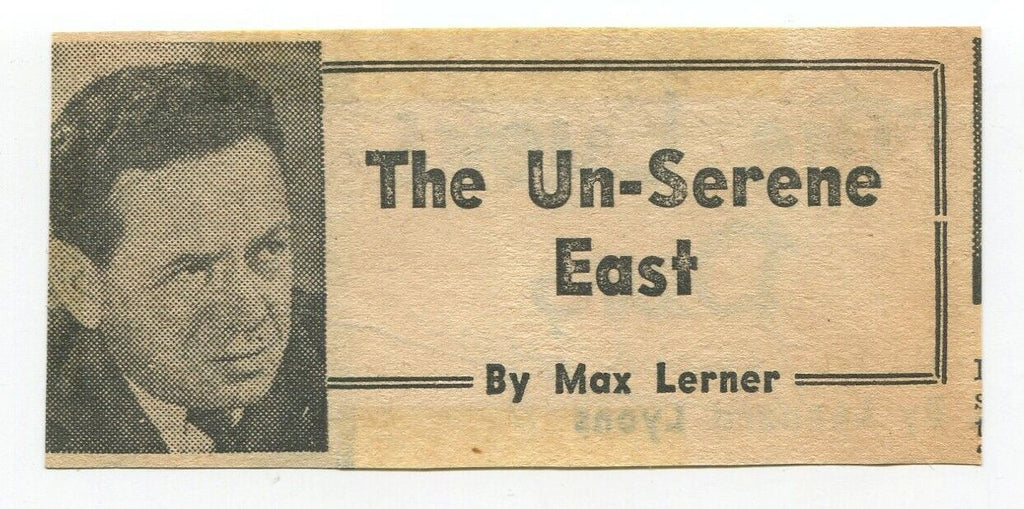 The Un-Serene
East
By Max Lerner